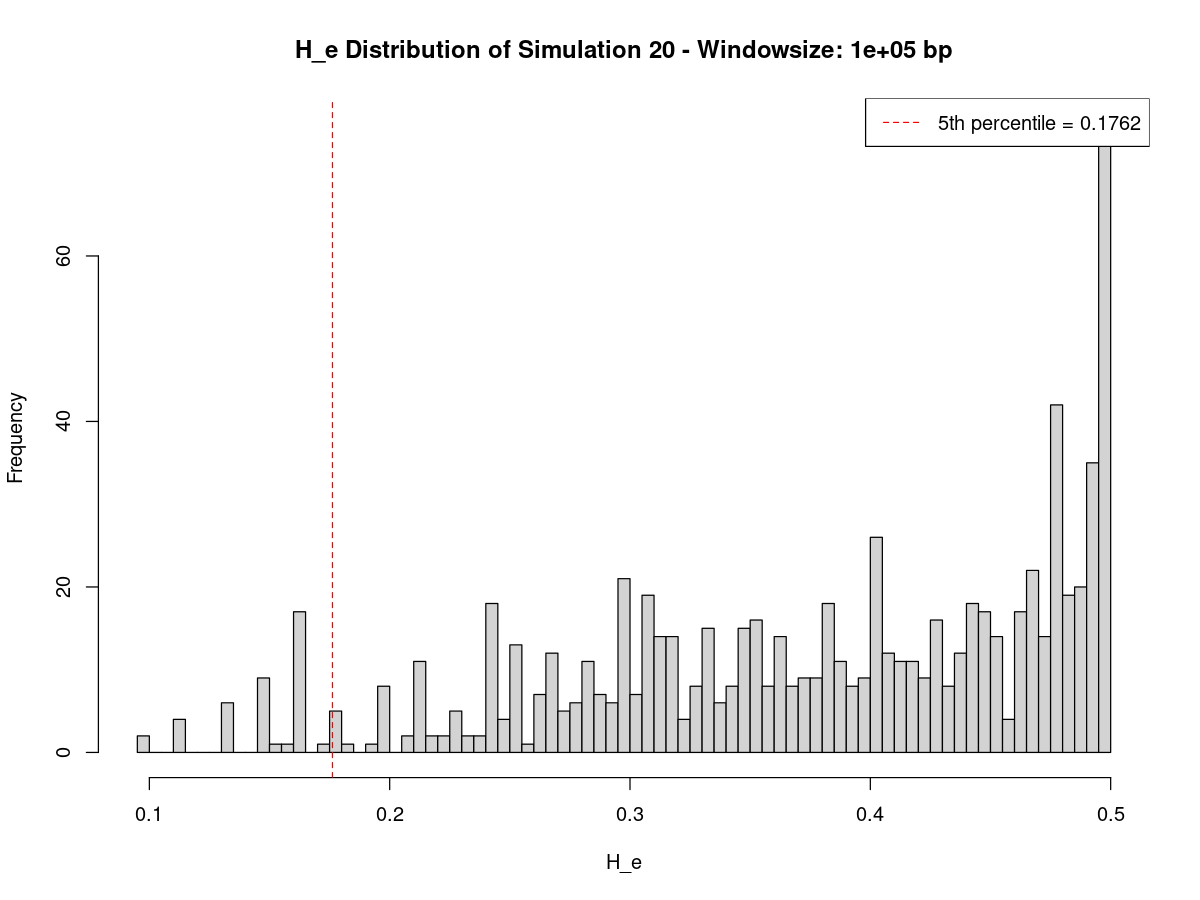 H_e Distribution of Simulation 20 - Windowsize: 1e+05 bp
5th percentile = 0.1762
Frequency
60
40
20
0
0.1 0.2 0.3 0.4 0.5
H_e